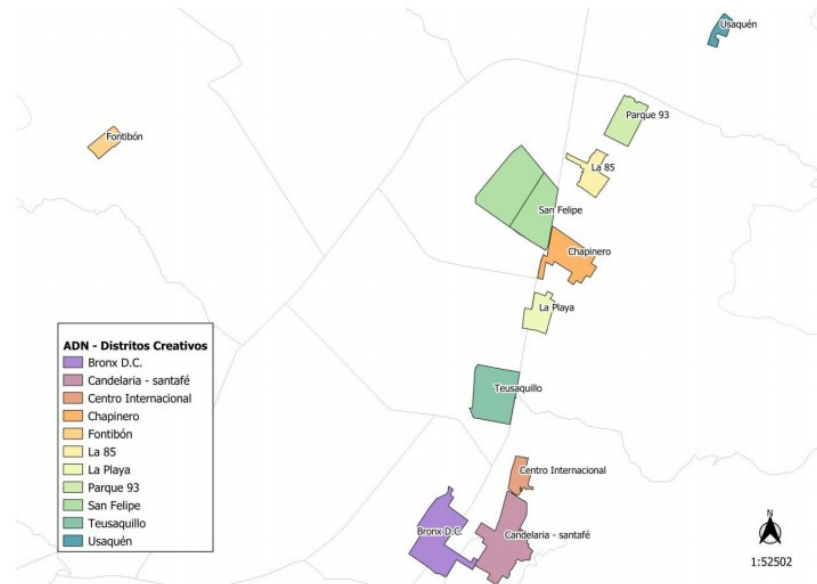 Usaquén
Parque 93
Fontibón
La 85
San Felipe
Chapinero
La Playa
Teusaquillo
Centro Internacional
Bronx D.C.
Candelaria - santafé
ADN - Distritos Creativos
Bronx D.C.
Candelaria - santafé
Centro Internacional
Chapinero
Fontibón
La 85
La Playa
Parque 93
San Felipe
Teusaquillo
Usaquén
N
1:52502